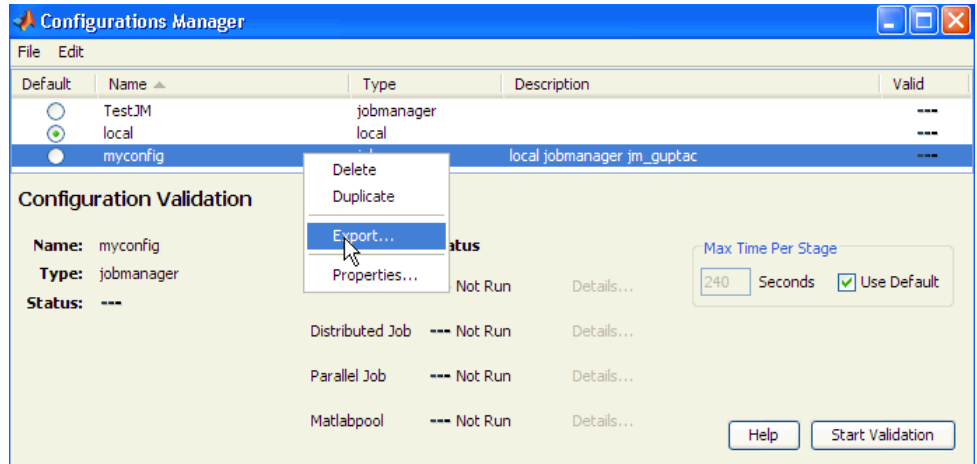 Configurations Manager
File Edit
Default Name Type Description Valid
TestJM jobmanager ---
local local ---
myconfig local jobmanager jm_guptac ---
Delete
Duplicate
Export...
Properties...
Configuration Validation
Name: myconfig
Type: jobmanager
Status: ---
Not Run Details...
Distributed Job --- Not Run Details...
Parallel Job --- Not Run Details...
Matlabpool --- Not Run Details...
Max Time Per Stage
240 Seconds Use Default
Help Start Validation